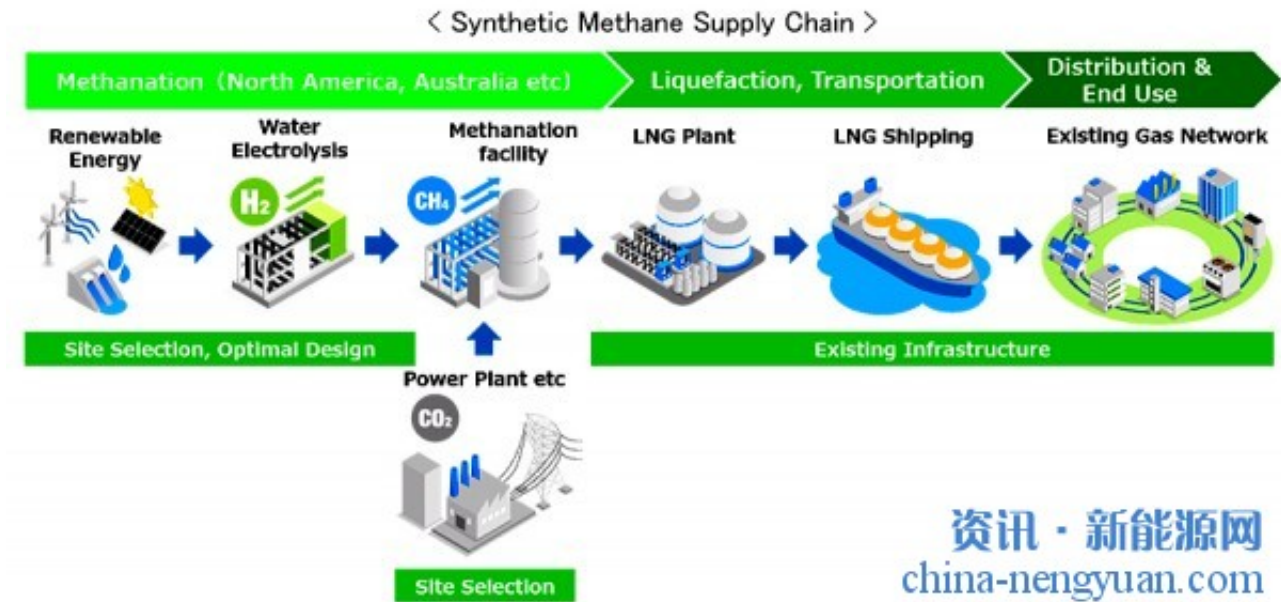 < Synthetic Methane Supply Chain >
Methanation (North America, Australia etc)
Liquefaction, Transportation
Distribution &
End Use
Renewable
Energy
Water
Electrolysis
Methanation
facility
LNG Plant
LNG Shipping
Existing Gas Network
H₂
CH₄
Site Selection, Optimal Design
Existing Infrastructure
Power Plant etc
CO₂
Site Selection
资讯·新能源网
china-nengyuan.com